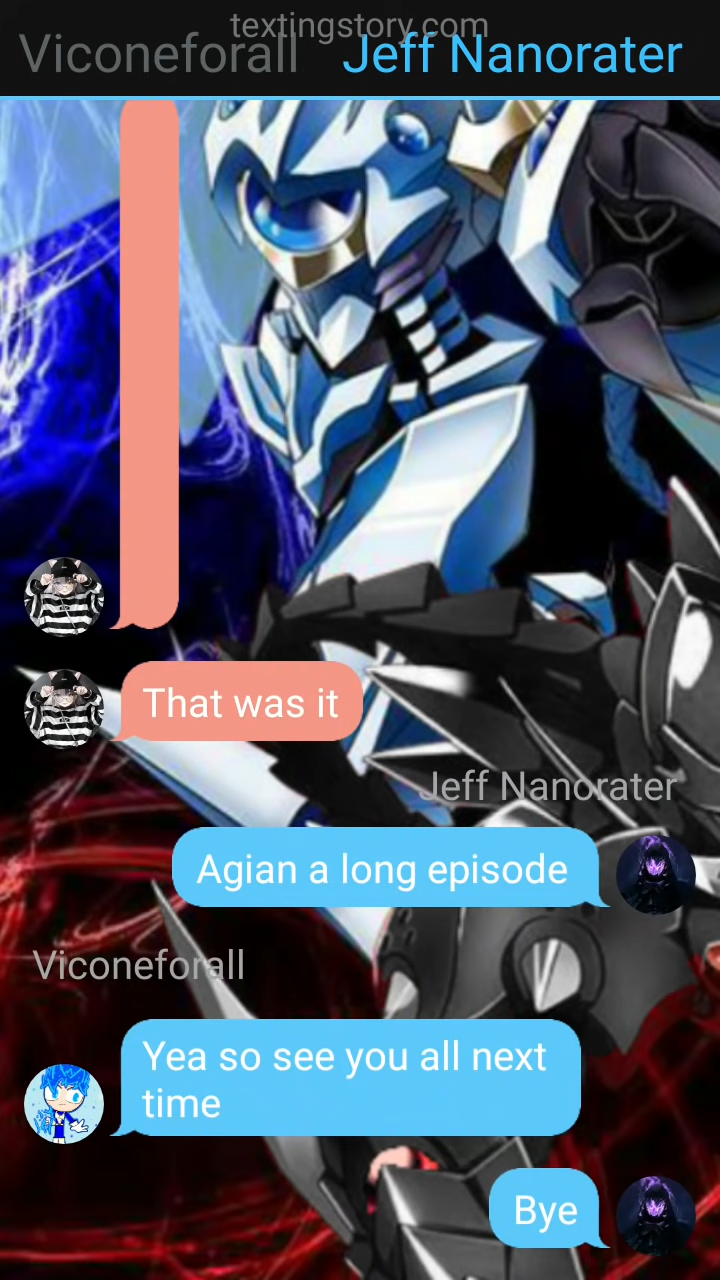 textingstory.com
Viconeforall Jeff Nanorater
That was it
Jeff Nanorater
Agian a long episode
Viconeforall
Yea so see you all next
time
Bye